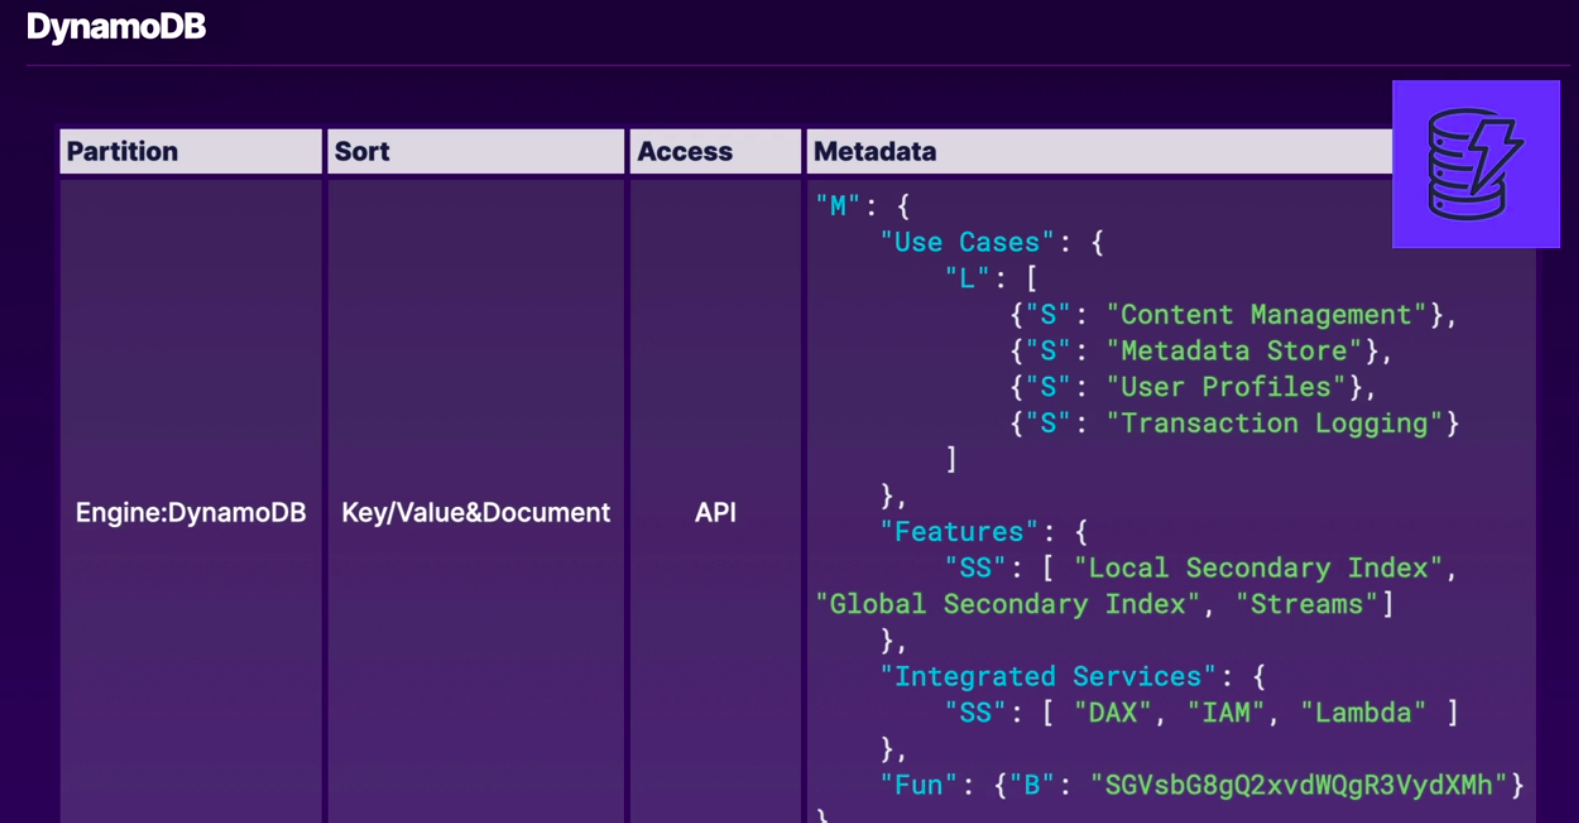 DynamoDB
Partition
Sort
Access
Metadata
Engine:DynamoDB
Key/Value&Document
API
"M": {
"Use Cases": {
"L": [
{"S": "Content Management"},
{"S": "Metadata Store"},
{"S": "User Profiles"},
{"S": "Transaction Logging"}
]
},
"Features": {
"SS": [ "Local Secondary Index",
"Global Secondary Index", "Streams"]
},
"Integrated Services": {
"SS": [ "DAX", "IAM", "Lambda" ]
},
"Fun": {"B": "SGVsbG8gQ2xvdWQgR3VydXMh"}
}